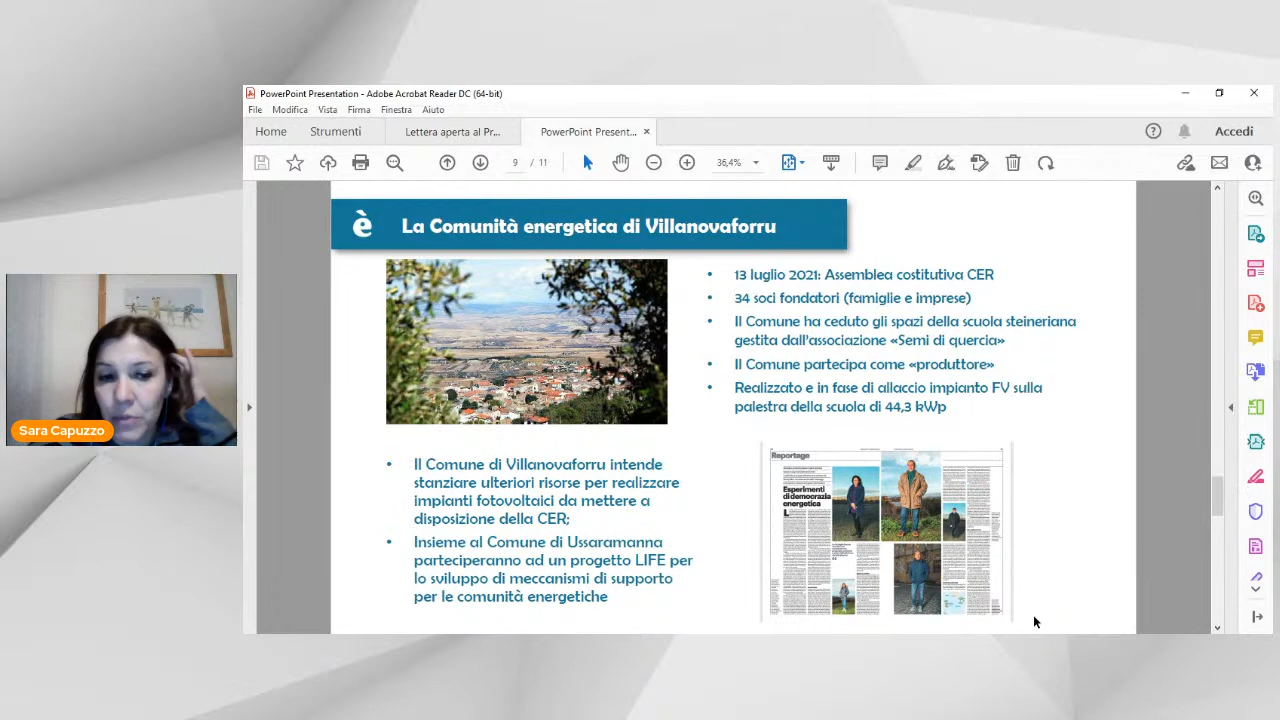 PowerPoint Presentation - Adobe Acrobat Reader DC (64-bit)
File Modifica Vista Firma Finestra Aiuto
Home Strumenti Lettera aperta al Pr... PowerPoint Present... Accedi
9 / 11 36,4%
è La Comunità energetica di Villanovaforru
• 13 luglio 2021: Assemblea costitutiva CER
• 34 soci fondatori (famiglie e imprese)
• Il Comune ha ceduto gli spazi della scuola steineriana
gestita dall'associazione «Semi di quercia»
• Il Comune partecipa come «produttore»
• Realizzato e in fase di allaccio impianto FV sulla
palestra della scuola di 44,3 kWp
Sara Capuzzo
• Il Comune di Villanovaforru intende
stanziare ulteriori risorse per realizzare
impianti fotovoltaici da mettere a
disposizione della CER;
• Insieme al Comune di Ussaramanna
parteciperanno ad un progetto LIFE per
lo sviluppo di meccanismi di supporto
per le comunità energetiche
Reportage
Esperimenti
di democrazia
energetica